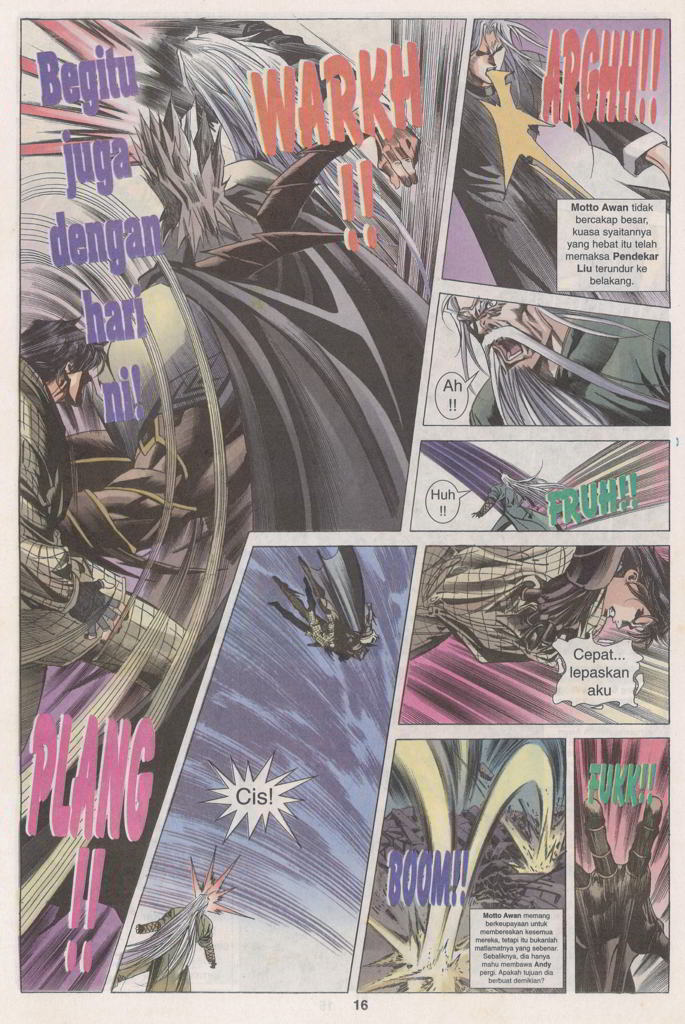 Begitu
juga
dengan
hari
ni!
WARKH
!!
ARGHH!!
Motto Awan tidak
bercakap besar,
kuasa syaitannya
yang hebat itu telah
memaksa Pendekar
Liu terundur ke
belakang.
Ah
!!
Huh
!!
FRUH!!
PLANG
!!
Cis!
Cepat...
lepaskan
aku
BOOM!!
Motto Awan memang
berkeupayaan untuk
membereskan kesemua
mereka, tetapi itu bukanlah
matlamatnya yang sebenar.
Sebaliknya, dia hanya
mahu membawa Andy
pergi. Apakah tujuan dia
berbuat demikian?
FUKK!!
16